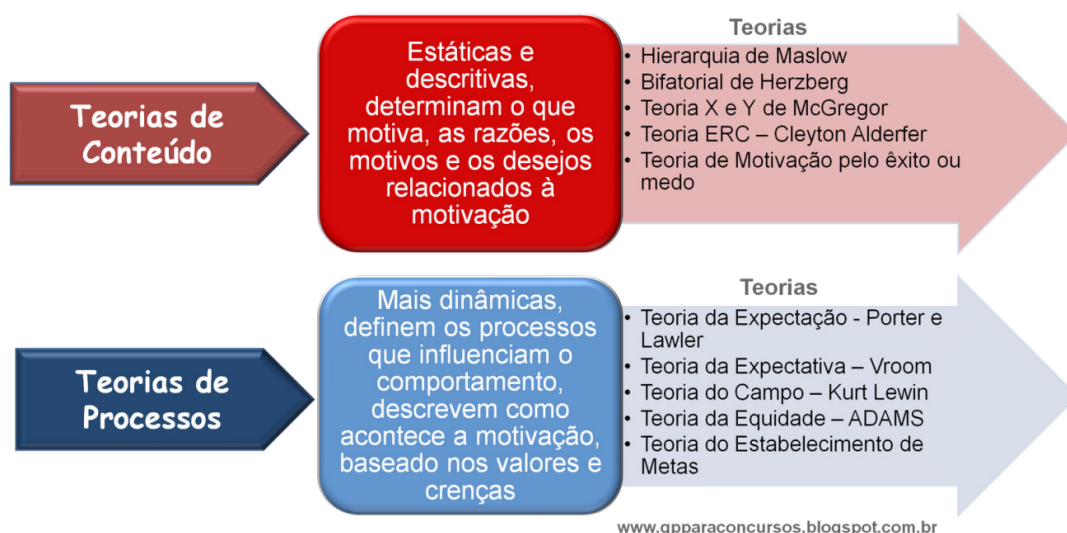 Teorias de
Conteúdo
Estáticas e
descritivas,
determinam o que
motiva, as razões, os
motivos e os desejos
relacionados à
motivação
Teorias
• Hierarquia de Maslow
• Bifatorial de Herzberg
• Teoria X e Y de McGregor
• Teoria ERC – Cleyton Alderfer
• Teoria de Motivação pelo êxito ou
medo
Teorias de
Processos
Mais dinâmicas,
definem os processos
que influenciam o
comportamento,
descrevem como
acontece a motivação,
baseado nos valores e
crenças
Teorias
• Teoria da Expectação - Porter e
Lawler
• Teoria da Expectativa – Vroom
• Teoria do Campo – Kurt Lewin
• Teoria da Equidade – ADAMS
• Teoria do Estabelecimento de
Metas
www.gpparaconcursos.blogspot.com.br